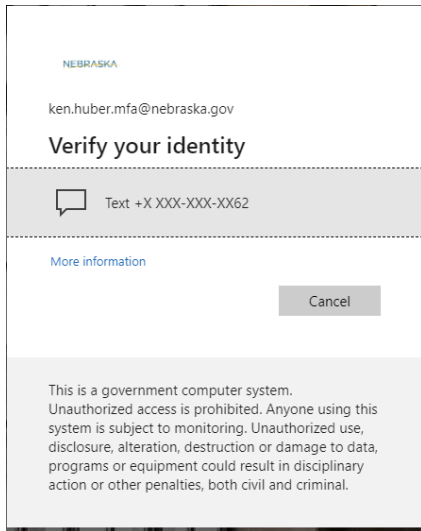 NEBRASKA
ken.huber.mfa@nebraska.gov
Verify your identity
Text +X XXX-XXX-XX62
More information
Cancel
This is a government computer system.
Unauthorized access is prohibited. Anyone using this
system is subject to monitoring. Unauthorized use,
disclosure, alteration, destruction or damage to data,
programs or equipment could result in disciplinary
action or other penalties, both civil and criminal.